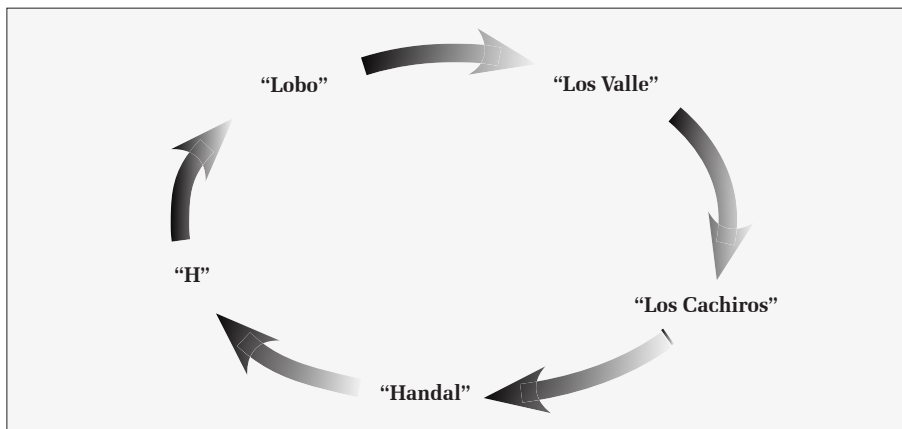 “Lobo”
“Los Valle”
“H”
“Los Cachiros”
“Handal”